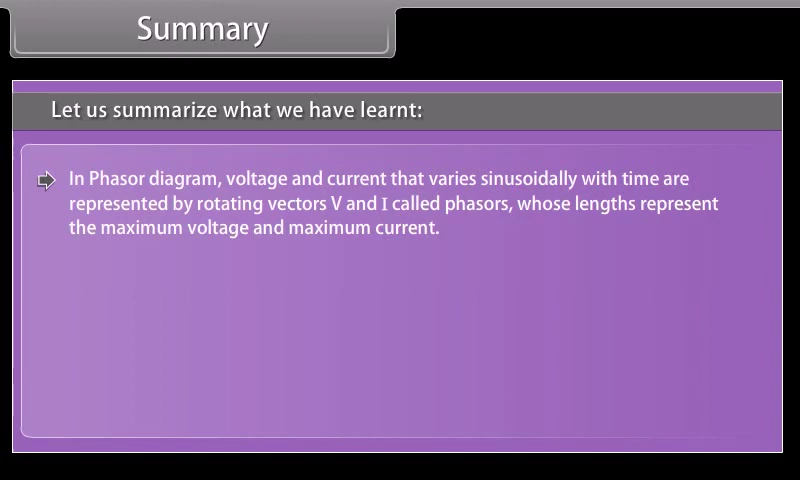 Summary
Let us summarize what we have learnt:
In Phasor diagram, voltage and current that varies sinusoidally with time are
represented by rotating vectors V and I called phasors, whose lengths represent
the maximum voltage and maximum current.